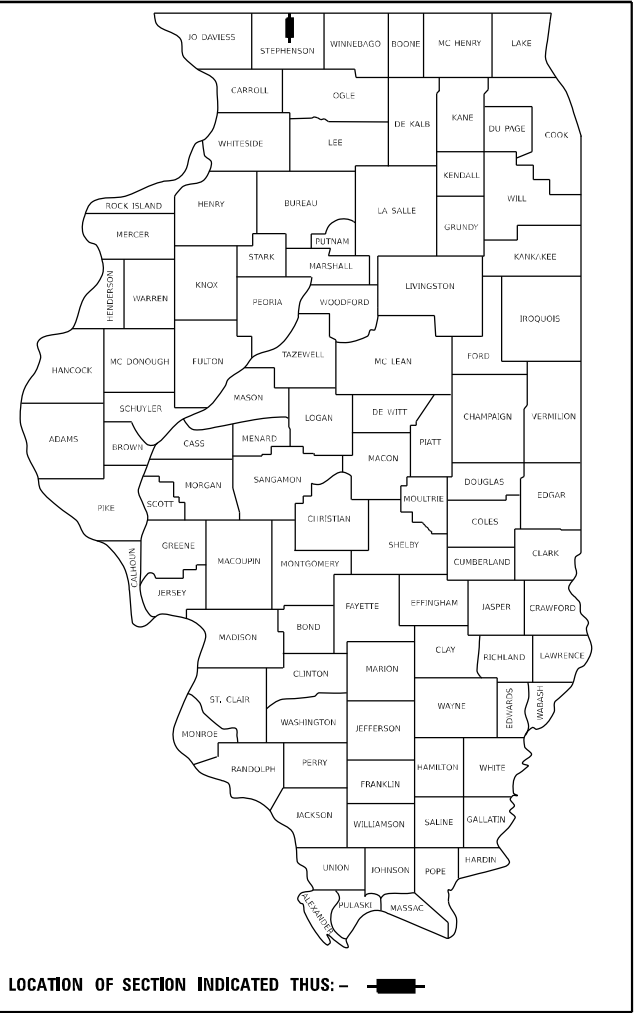 JO DAVIESS
STEPHENSON
WINNEBAGO
BOONE
MC HENRY
LAKE
CARROLL
OGLE
DE KALB
KANE
DU PAGE
COOK
WHITESIDE
LEE
KENDALL
WILL
ROCK ISLAND
HENRY
BUREAU
LA SALLE
GRUNDY
MERCER
PUTNAM
STARK
MARSHALL
KANKAKEE
HENDERSON
WARREN
KNOX
PEORIA
WOODFORD
LIVINGSTON
IROQUOIS
HANCOCK
MC DONOUGH
FULTON
TAZEWELL
MC LEAN
FORD
SCHUYLER
MASON
LOGAN
DE WITT
CHAMPAIGN
VERMILION
ADAMS
BROWN
CASS
MENARD
PIATT
MACON
PIKE
SCOTT
MORGAN
SANGAMON
MOULTRIE
DOUGLAS
EDGAR
CHRISTIAN
COLES
CALHOUN
GREENE
MACOUPIN
MONTGOMERY
SHELBY
CUMBERLAND
CLARK
JERSEY
FAYETTE
EFFINGHAM
JASPER
CRAWFORD
MADISON
BOND
CLAY
RICHLAND
LAWRENCE
CLINTON
MARION
ST. CLAIR
WAYNE
EDWARDS
WABASH
MONROE
WASHINGTON
JEFFERSON
RANDOLPH
PERRY
HAMILTON
WHITE
FRANKLIN
JACKSON
WILLIAMSON
SALINE
GALLATIN
UNION
JOHNSON
POPE
HARDIN
ALEXANDER
PULASKI
MASSAC
LOCATION OF SECTION INDICATED THUS: –